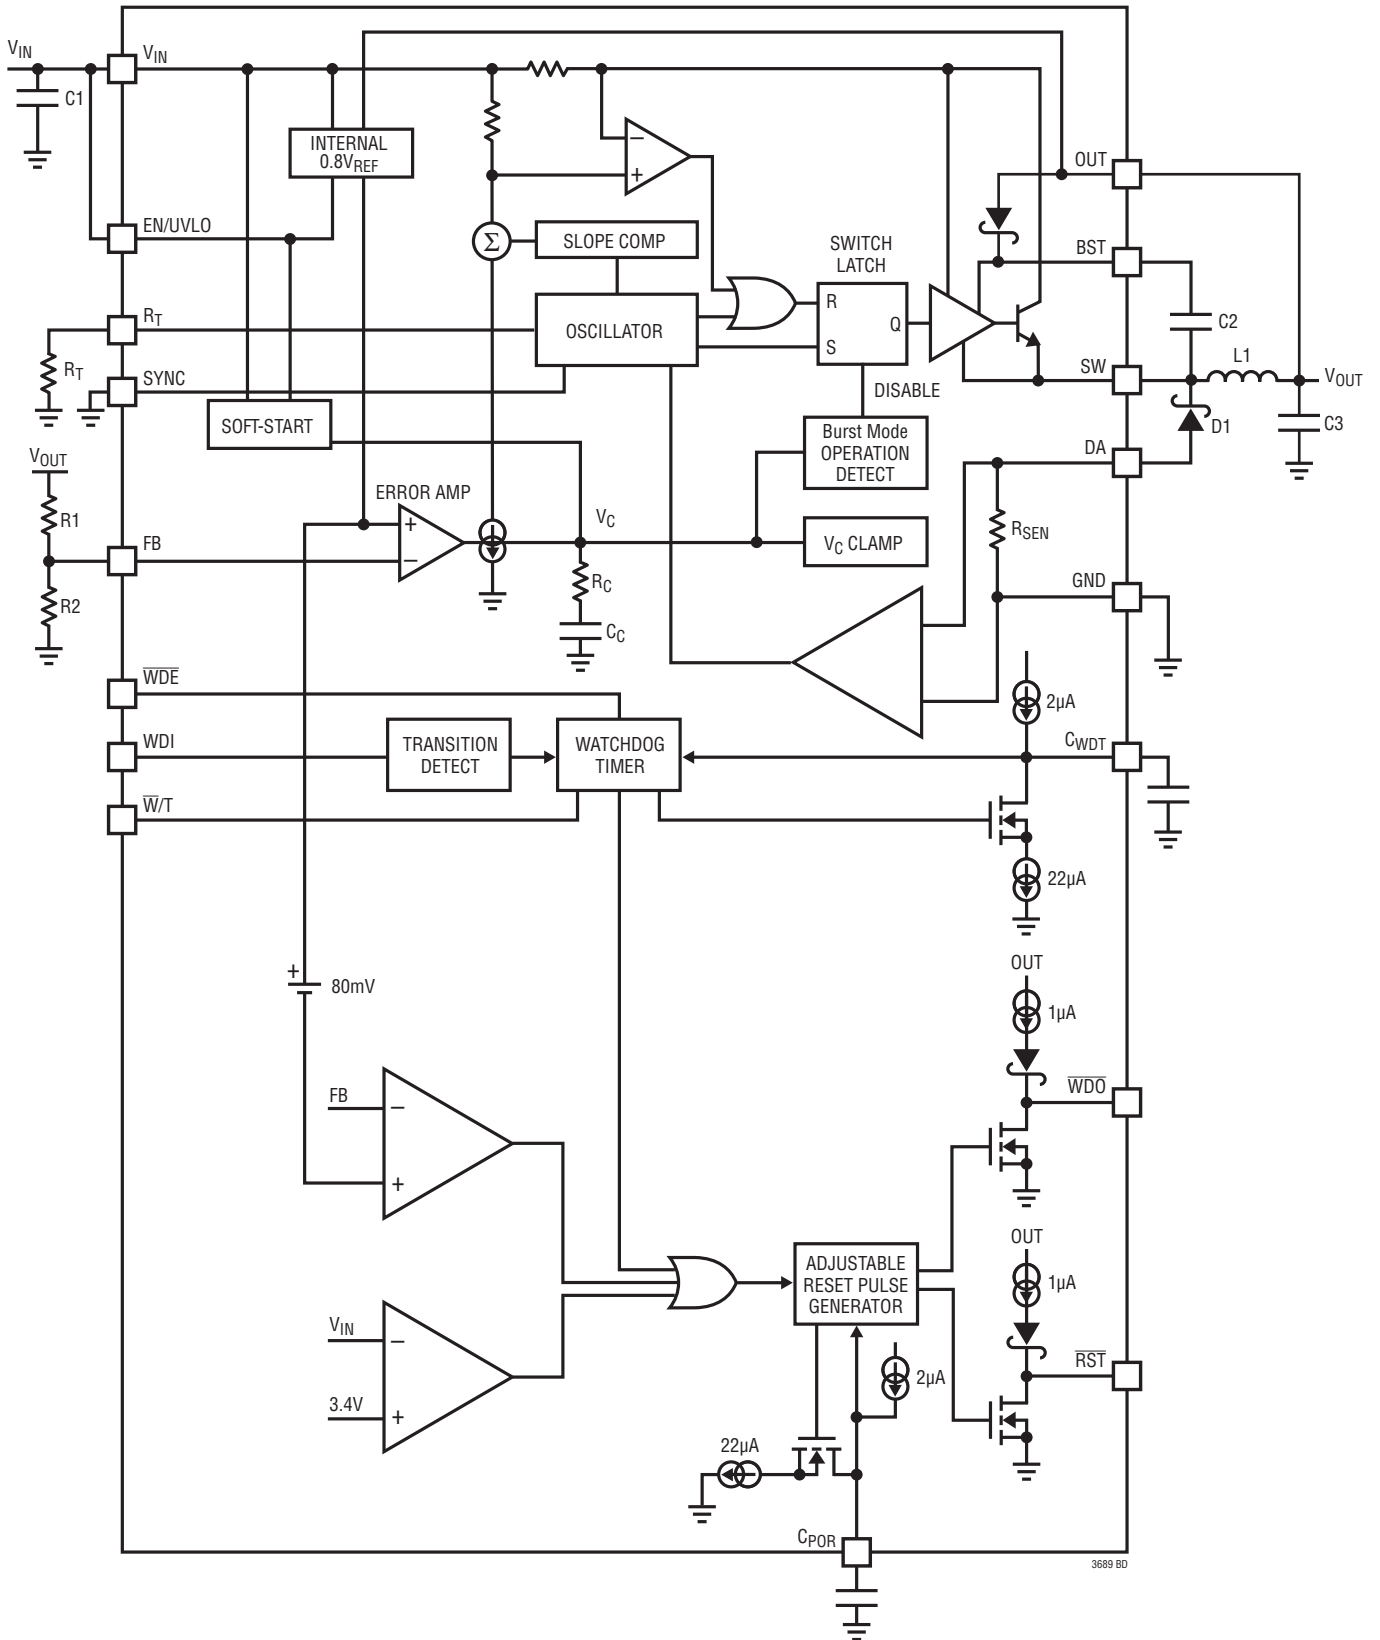 VIN
VIN
C1
INTERNAL
0.8VREF
−
+
OUT
EN/UVLO
Σ
SLOPE COMP
SWITCH
LATCH
BST
RT
OSCILLATOR
R
Q
S
C2
L1
RT
SYNC
SW
VOUT
DISABLE
SOFT-START
Burst Mode
OPERATION
DETECT
D1
C3
DA
VOUT
R1
ERROR AMP
+
−
VC
VC CLAMP
RSEN
FB
R2
RC
CC
GND
WDE
2µA
WDI
TRANSITION
DETECT
WATCHDOG
TIMER
CWDT
W/T
22µA
+
80mV
OUT
1µA
WDO
FB
−
+
OUT
1µA
ADJUSTABLE
RESET PULSE
GENERATOR
VIN
−
3.4V
+
RST
2µA
22µA
CPOR
3689 BD